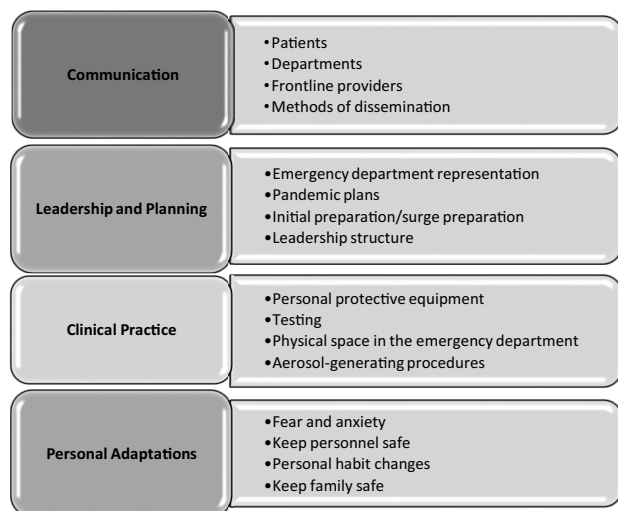 Communication
•Patients
•Departments
•Frontline providers
•Methods of dissemination
Leadership and Planning
•Emergency department representation
•Pandemic plans
•Initial preparation/surge preparation
•Leadership structure
Clinical Practice
•Personal protective equipment
•Testing
•Physical space in the emergency department
•Aerosol-generating procedures
Personal Adaptations
•Fear and anxiety
•Keep personnel safe
•Personal habit changes
•Keep family safe